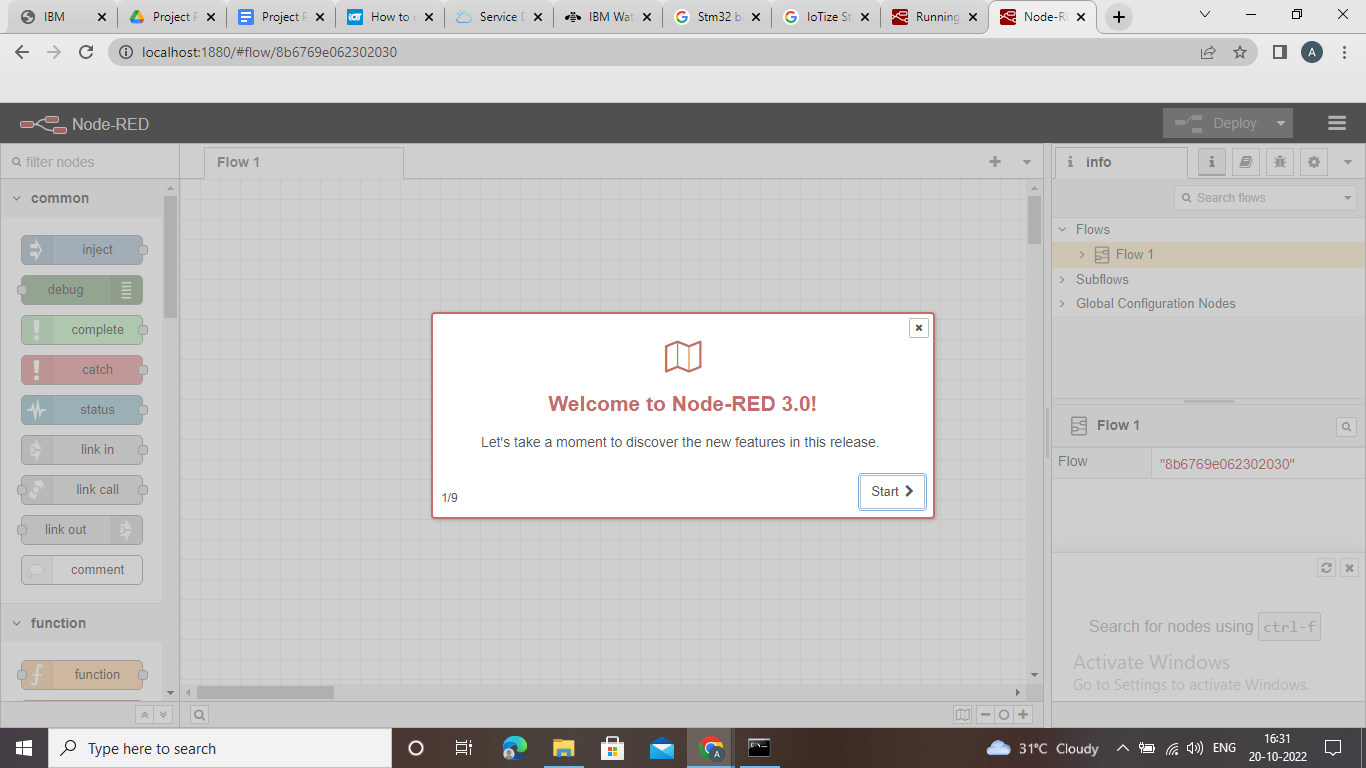 IBM
Project P
Project P
How to c
Service D
IBM Wat
Stm32 b
IoTize St
Running
Node-RE
localhost:1880/#flow/8b6769e062302030
A
Node-RED
Deploy
filter nodes
Flow 1
info
common
Search flows
inject
Flows
Flow 1
debug
Subflows
Global Configuration Nodes
complete
catch
status
link in
link call
link out
comment
Welcome to Node-RED 3.0!
Let's take a moment to discover the new features in this release.
1/9
Start
Flow 1
Flow
"8b6769e062302030"
function
function
Search for nodes using ctrl-f
Activate Windows
Go to Settings to activate Windows.
Type here to search
A
31°C Cloudy
ENG
16:31
20-10-2022